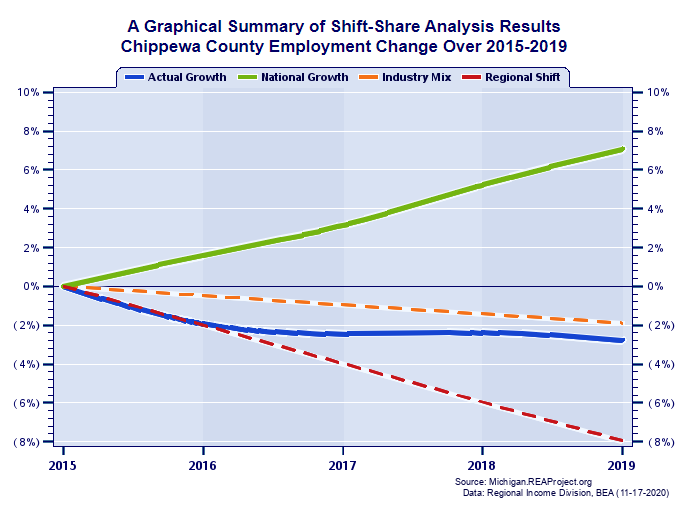 A Graphical Summary of Shift-Share Analysis Results
Chippewa County Employment Change Over 2015-2019
Actual Growth National Growth Industry Mix Regional Shift
10% 10%
8% 8%
6% 6%
4% 4%
2% 2%
0% 0%
(2%) (2%)
(4%) (4%)
(6%) (6%)
(8%) (8%)
2015 2016 2017 2018 2019
Source: Michigan.REAProject.org
Data: Regional Income Division, BEA (11-17-2020)